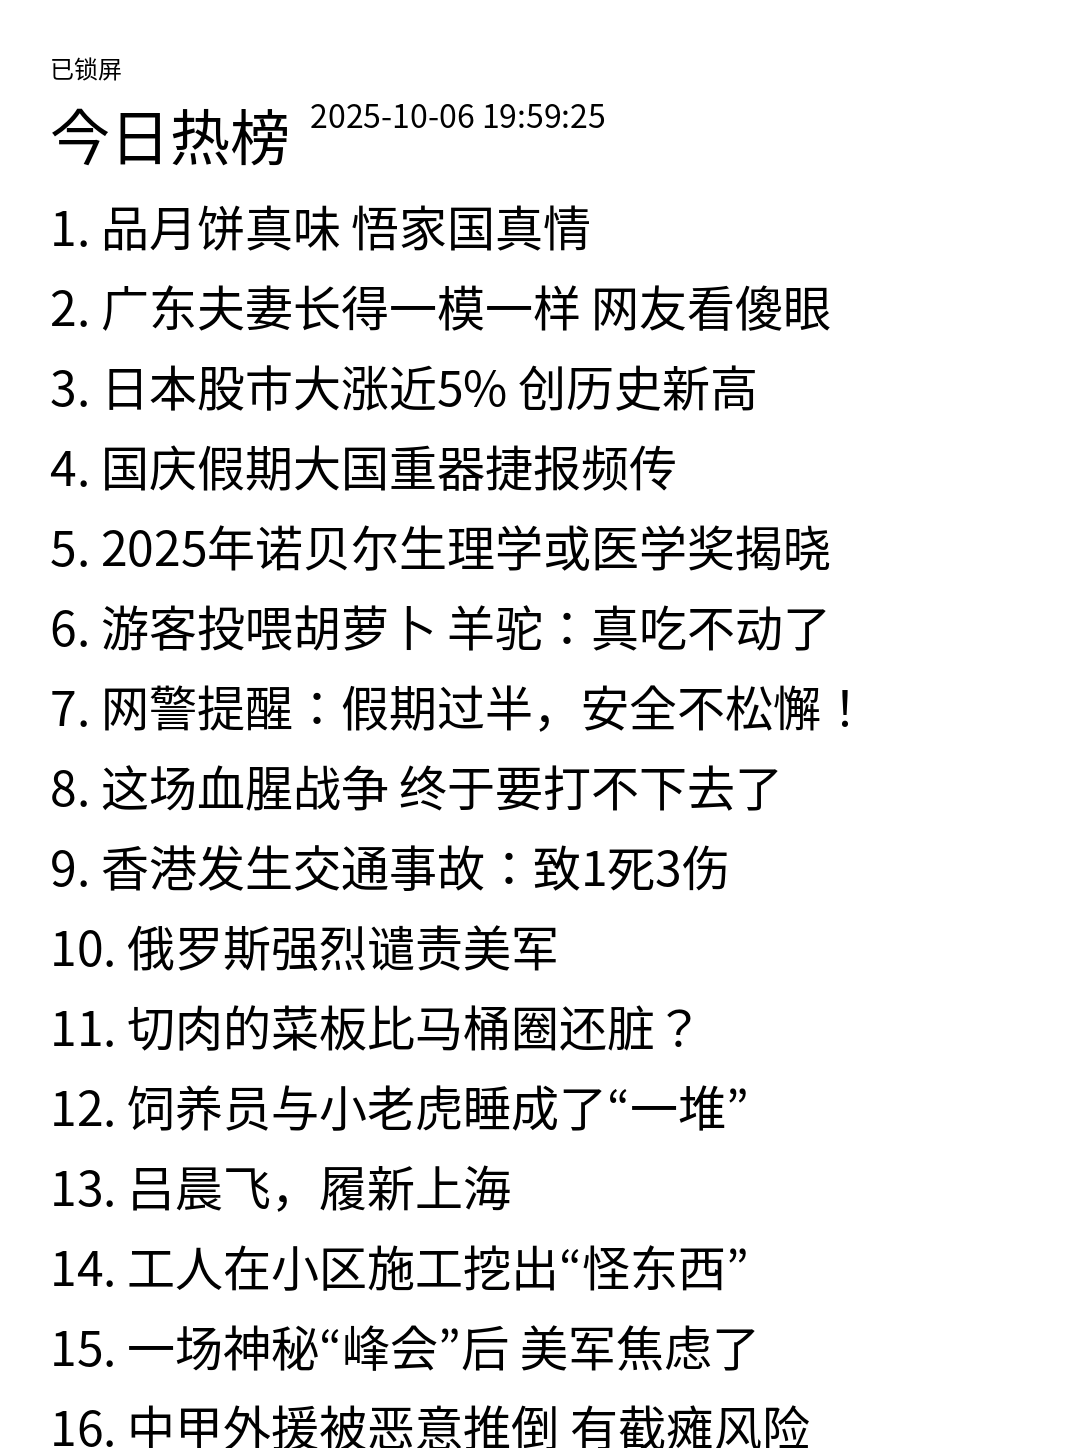 已锁屏
今日热榜 2025-10-06 19:59:25
1. 品月饼真味 悟家国真情
2. 广东夫妻长得一模一样 网友看傻眼
3. 日本股市大涨近5% 创历史新高
4. 国庆假期大国重器捷报频传
5. 2025年诺贝尔生理学或医学奖揭晓
6. 游客投喂胡萝卜 羊驼：真吃不动了
7. 网警提醒：假期过半，安全不松懈！
8. 这场血腥战争 终于要打不下去了
9. 香港发生交通事故：致1死3伤
10. 俄罗斯强烈谴责美军
11. 切肉的菜板比马桶圈还脏？
12. 饲养员与小老虎睡成了“一堆”
13. 吕晨飞，履新上海
14. 工人在小区施工挖出“怪东西”
15. 一场神秘“峰会”后 美军焦虑了
16. 中甲外援被恶意推倒 有截瘫风险